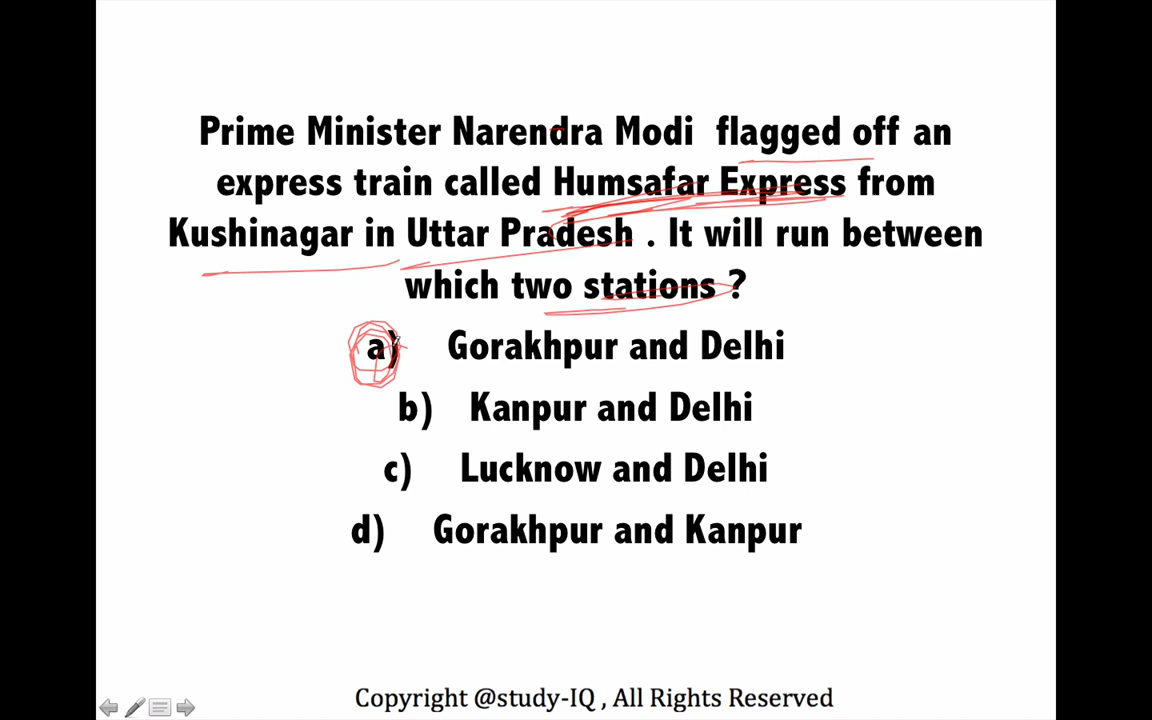 Prime Minister Narendra Modi flagged off an
express train called Humsafar Express from
Kushinagar in Uttar Pradesh . It will run between
which two stations ?
a) Gorakhpur and Delhi
b) Kanpur and Delhi
c) Lucknow and Delhi
d) Gorakhpur and Kanpur
Copyright @study-IQ , All Rights Reserved